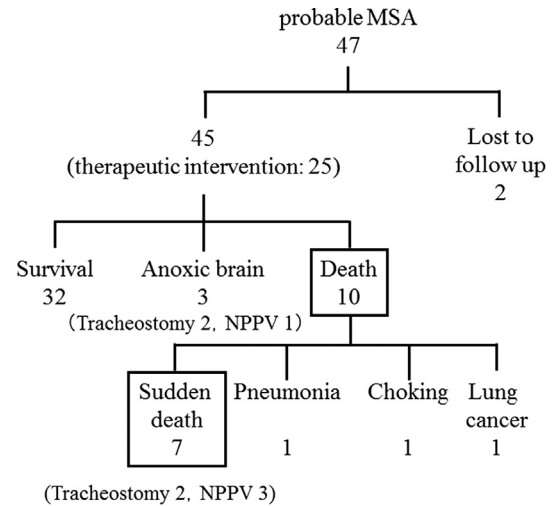 probable MSA
47
45
(therapeutic intervention: 25)
Lost to
follow up
2
Survival
32
Anoxic brain
3
(Tracheostomy 2, NPPV 1)
Death
10
Sudden
death
7
Pneumonia
1
Choking
1
Lung
cancer
1
(Tracheostomy 2, NPPV 3)